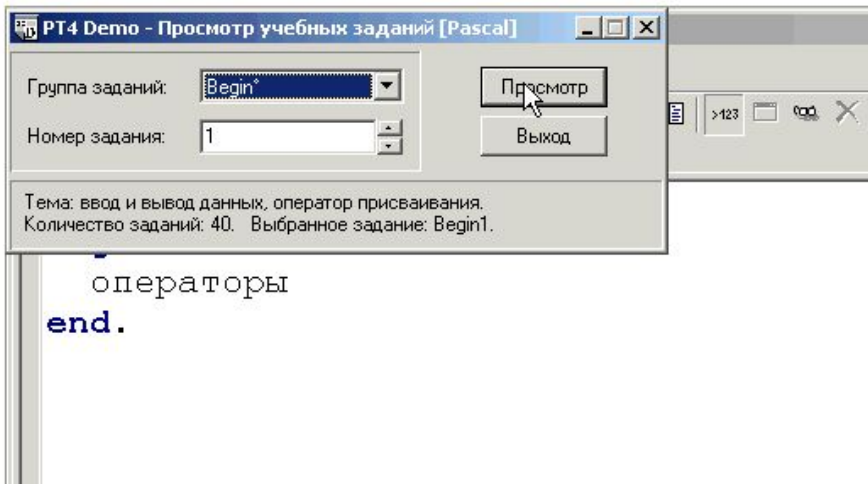 PT4 Demo - Просмотр учебных заданий [Pascal]
Группа заданий:
Begin*
Просмотр
Номер задания:
1
Выход
>123
Тема: ввод и вывод данных, оператор присваивания.
Количество заданий: 40. Выбранное задание: Begin1.
операторы
end.